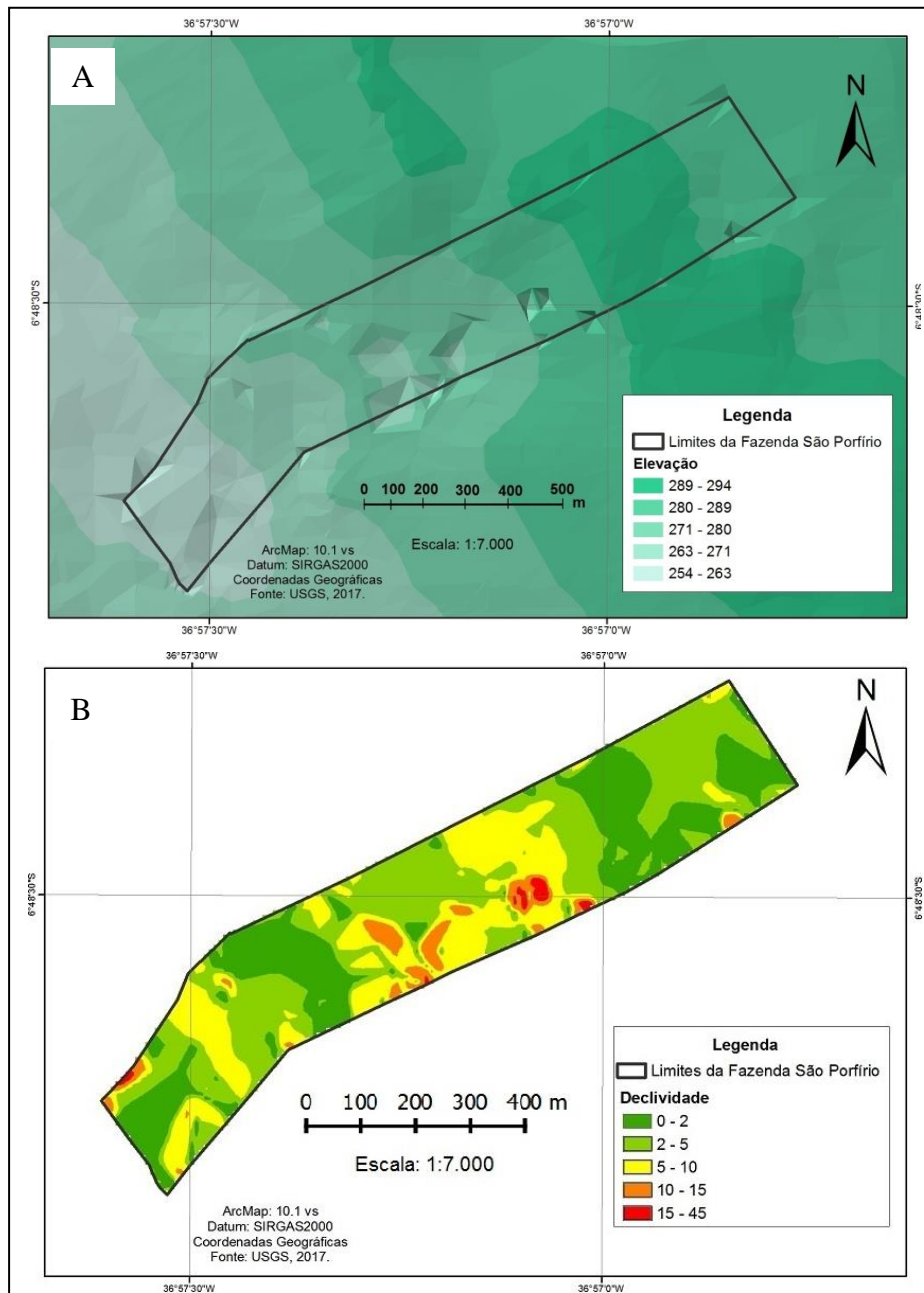 36°57'30"W 36°57'0"W
A
N
6°48'30"S 6°48'30"S
Legenda
Limites da Fazenda São Porfírio
Elevação
289 - 294
280 - 289
271 - 280
263 - 271
254 - 263
0 100 200 300 400 500 m
Escala: 1:7.000
ArcMap: 10.1 vs
Datum: SIRGAS2000
Coordenadas Geográficas
Fonte: USGS, 2017.
36°57'30"W 36°57'0"W
36°57'30"W 36°57'0"W
B
N
6°48'30"S 6°48'30"S
Legenda
Limites da Fazenda São Porfírio
Declividade
0 - 2
2 - 5
5 - 10
10 - 15
15 - 45
0 100 200 300 400 m
Escala: 1:7.000
ArcMap: 10.1 vs
Datum: SIRGAS2000
Coordenadas Geográficas
Fonte: USGS, 2017.
36°57'30"W 36°57'0"W